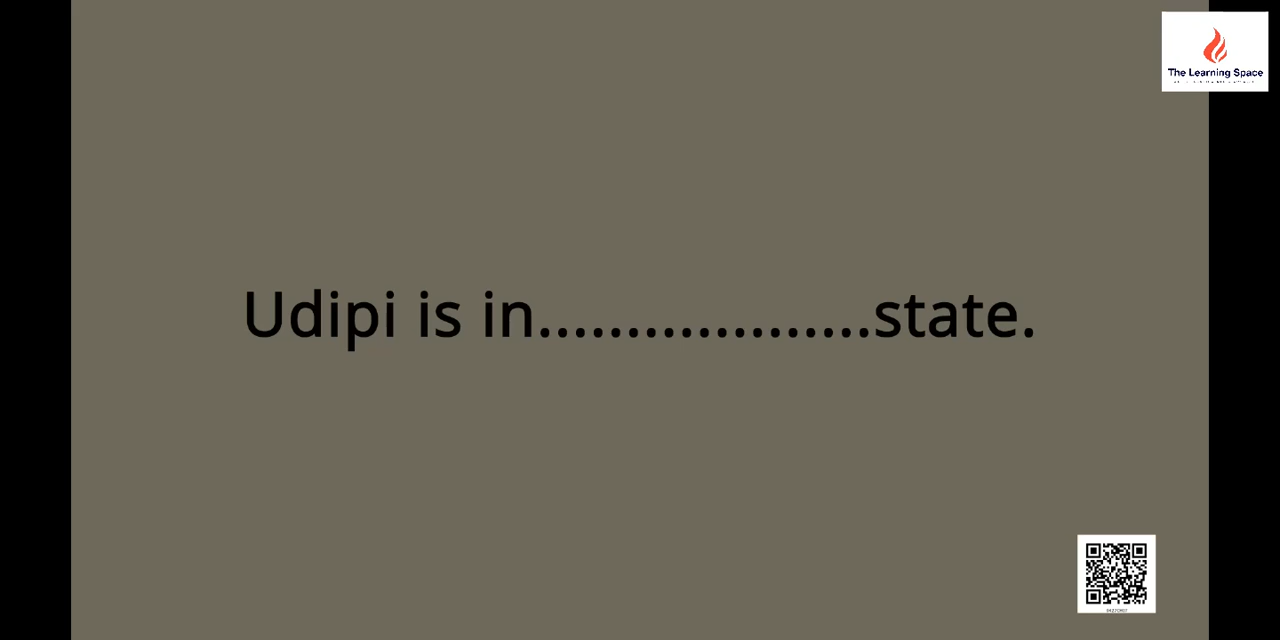 The Learning Space
Udipi is in...................state.